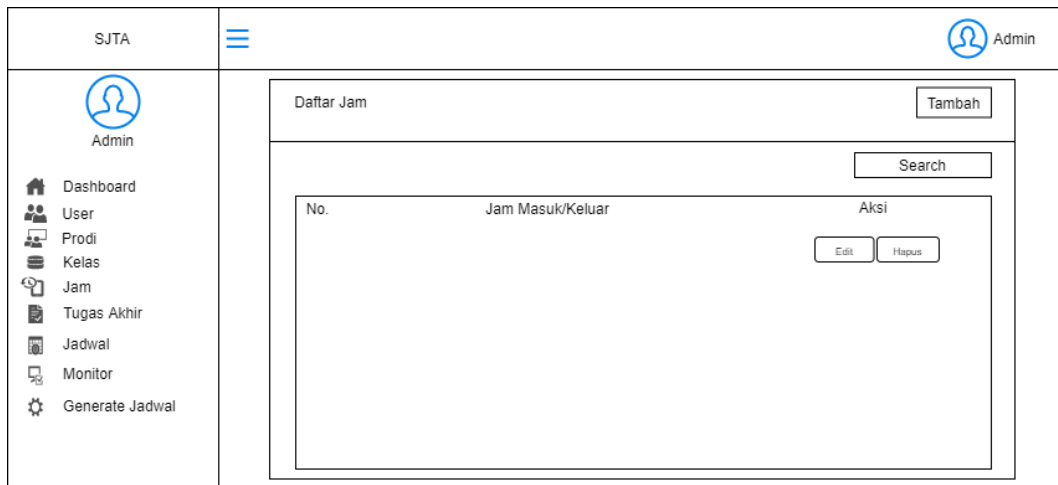 SJTA
Admin
Admin
Dashboard
User
Prodi
Kelas
Jam
Tugas Akhir
Jadwal
Monitor
Generate Jadwal
Daftar Jam
Tambah
Search
No. Jam Masuk/Keluar Aksi
Edit Hapus